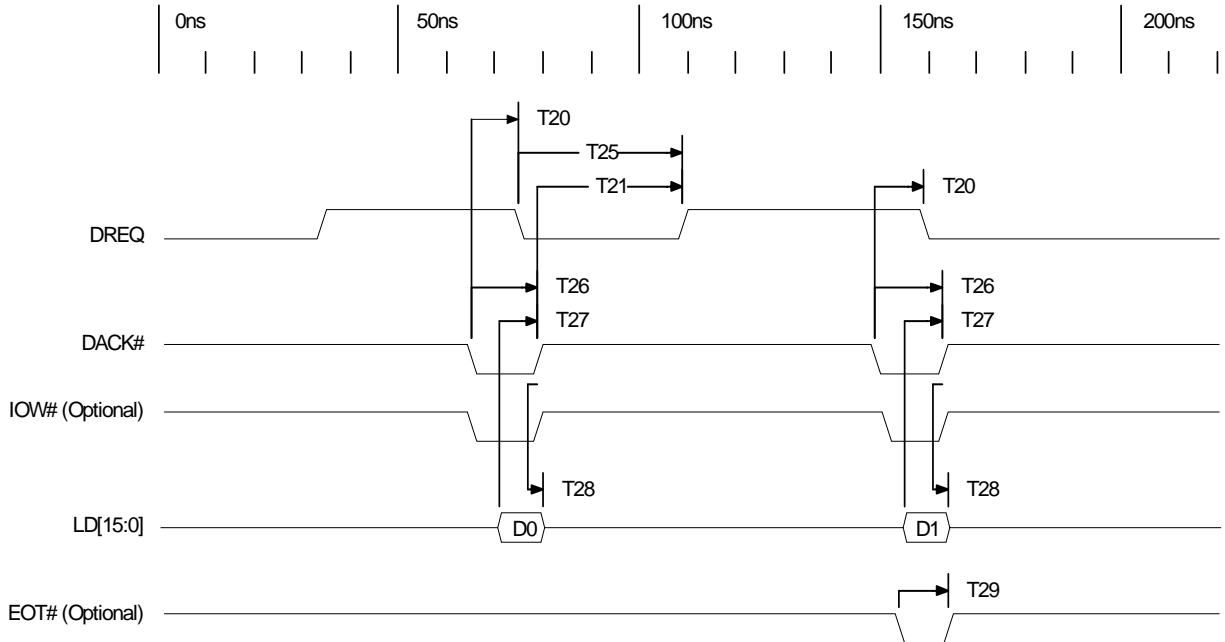 0ns 50ns 100ns 150ns 200ns
T20
T25
T21 T20
DREQ
T26 T26
T27 T27
DACK#
IOW# (Optional)
T28 T28
LD[15:0] D0 D1
T29
EOT# (Optional)